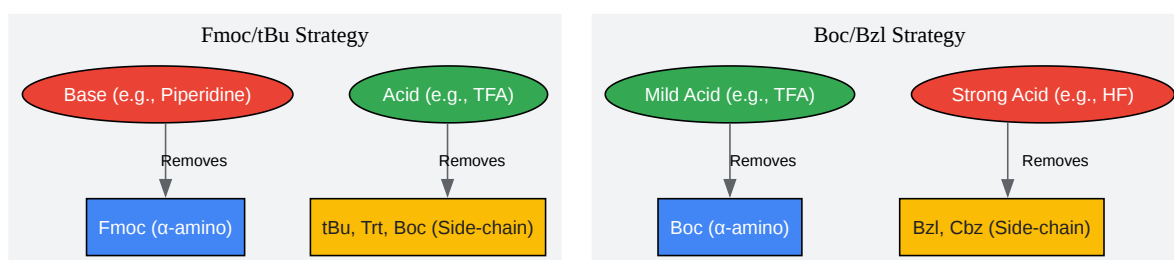 Fmoc/tBu Strategy
Base (e.g., Piperidine)
Acid (e.g., TFA)
Removes
Removes
Fmoc (α-amino)
tBu, Trt, Boc (Side-chain)
Boc/Bzl Strategy
Mild Acid (e.g., TFA)
Strong Acid (e.g., HF)
Removes
Removes
Boc (α-amino)
Bzl, Cbz (Side-chain)